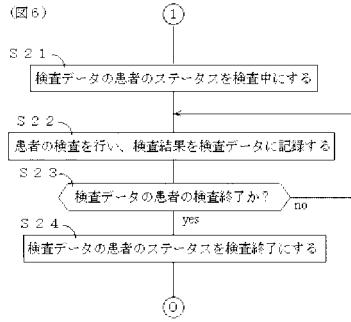 (図6)
①
S21
検査データの患者のステータスを検査中にする
S22
患者の検査を行い、検査結果を検査データに記録する
S23
検査データの患者の検査終了か？
no
yes
S24
検査データの患者のステータスを検査終了にする
⓪